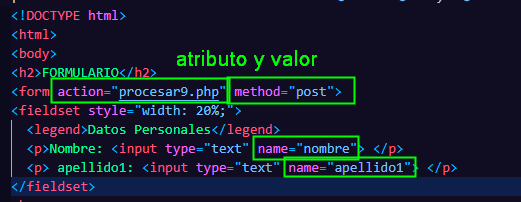 <!DOCTYPE html>
<html>
<body>
atributo y valor
<h2>FORMULARIO</h2>
<form action="procesar9.php" method="post">
<fieldset style="width: 20%;">
<legend>Datos Personales</legend>
<p>Nombre: <input type="text" name="nombre"> </p>
<p> apellido1: <input type="text" name="apellido1"> </p>
</fieldset>